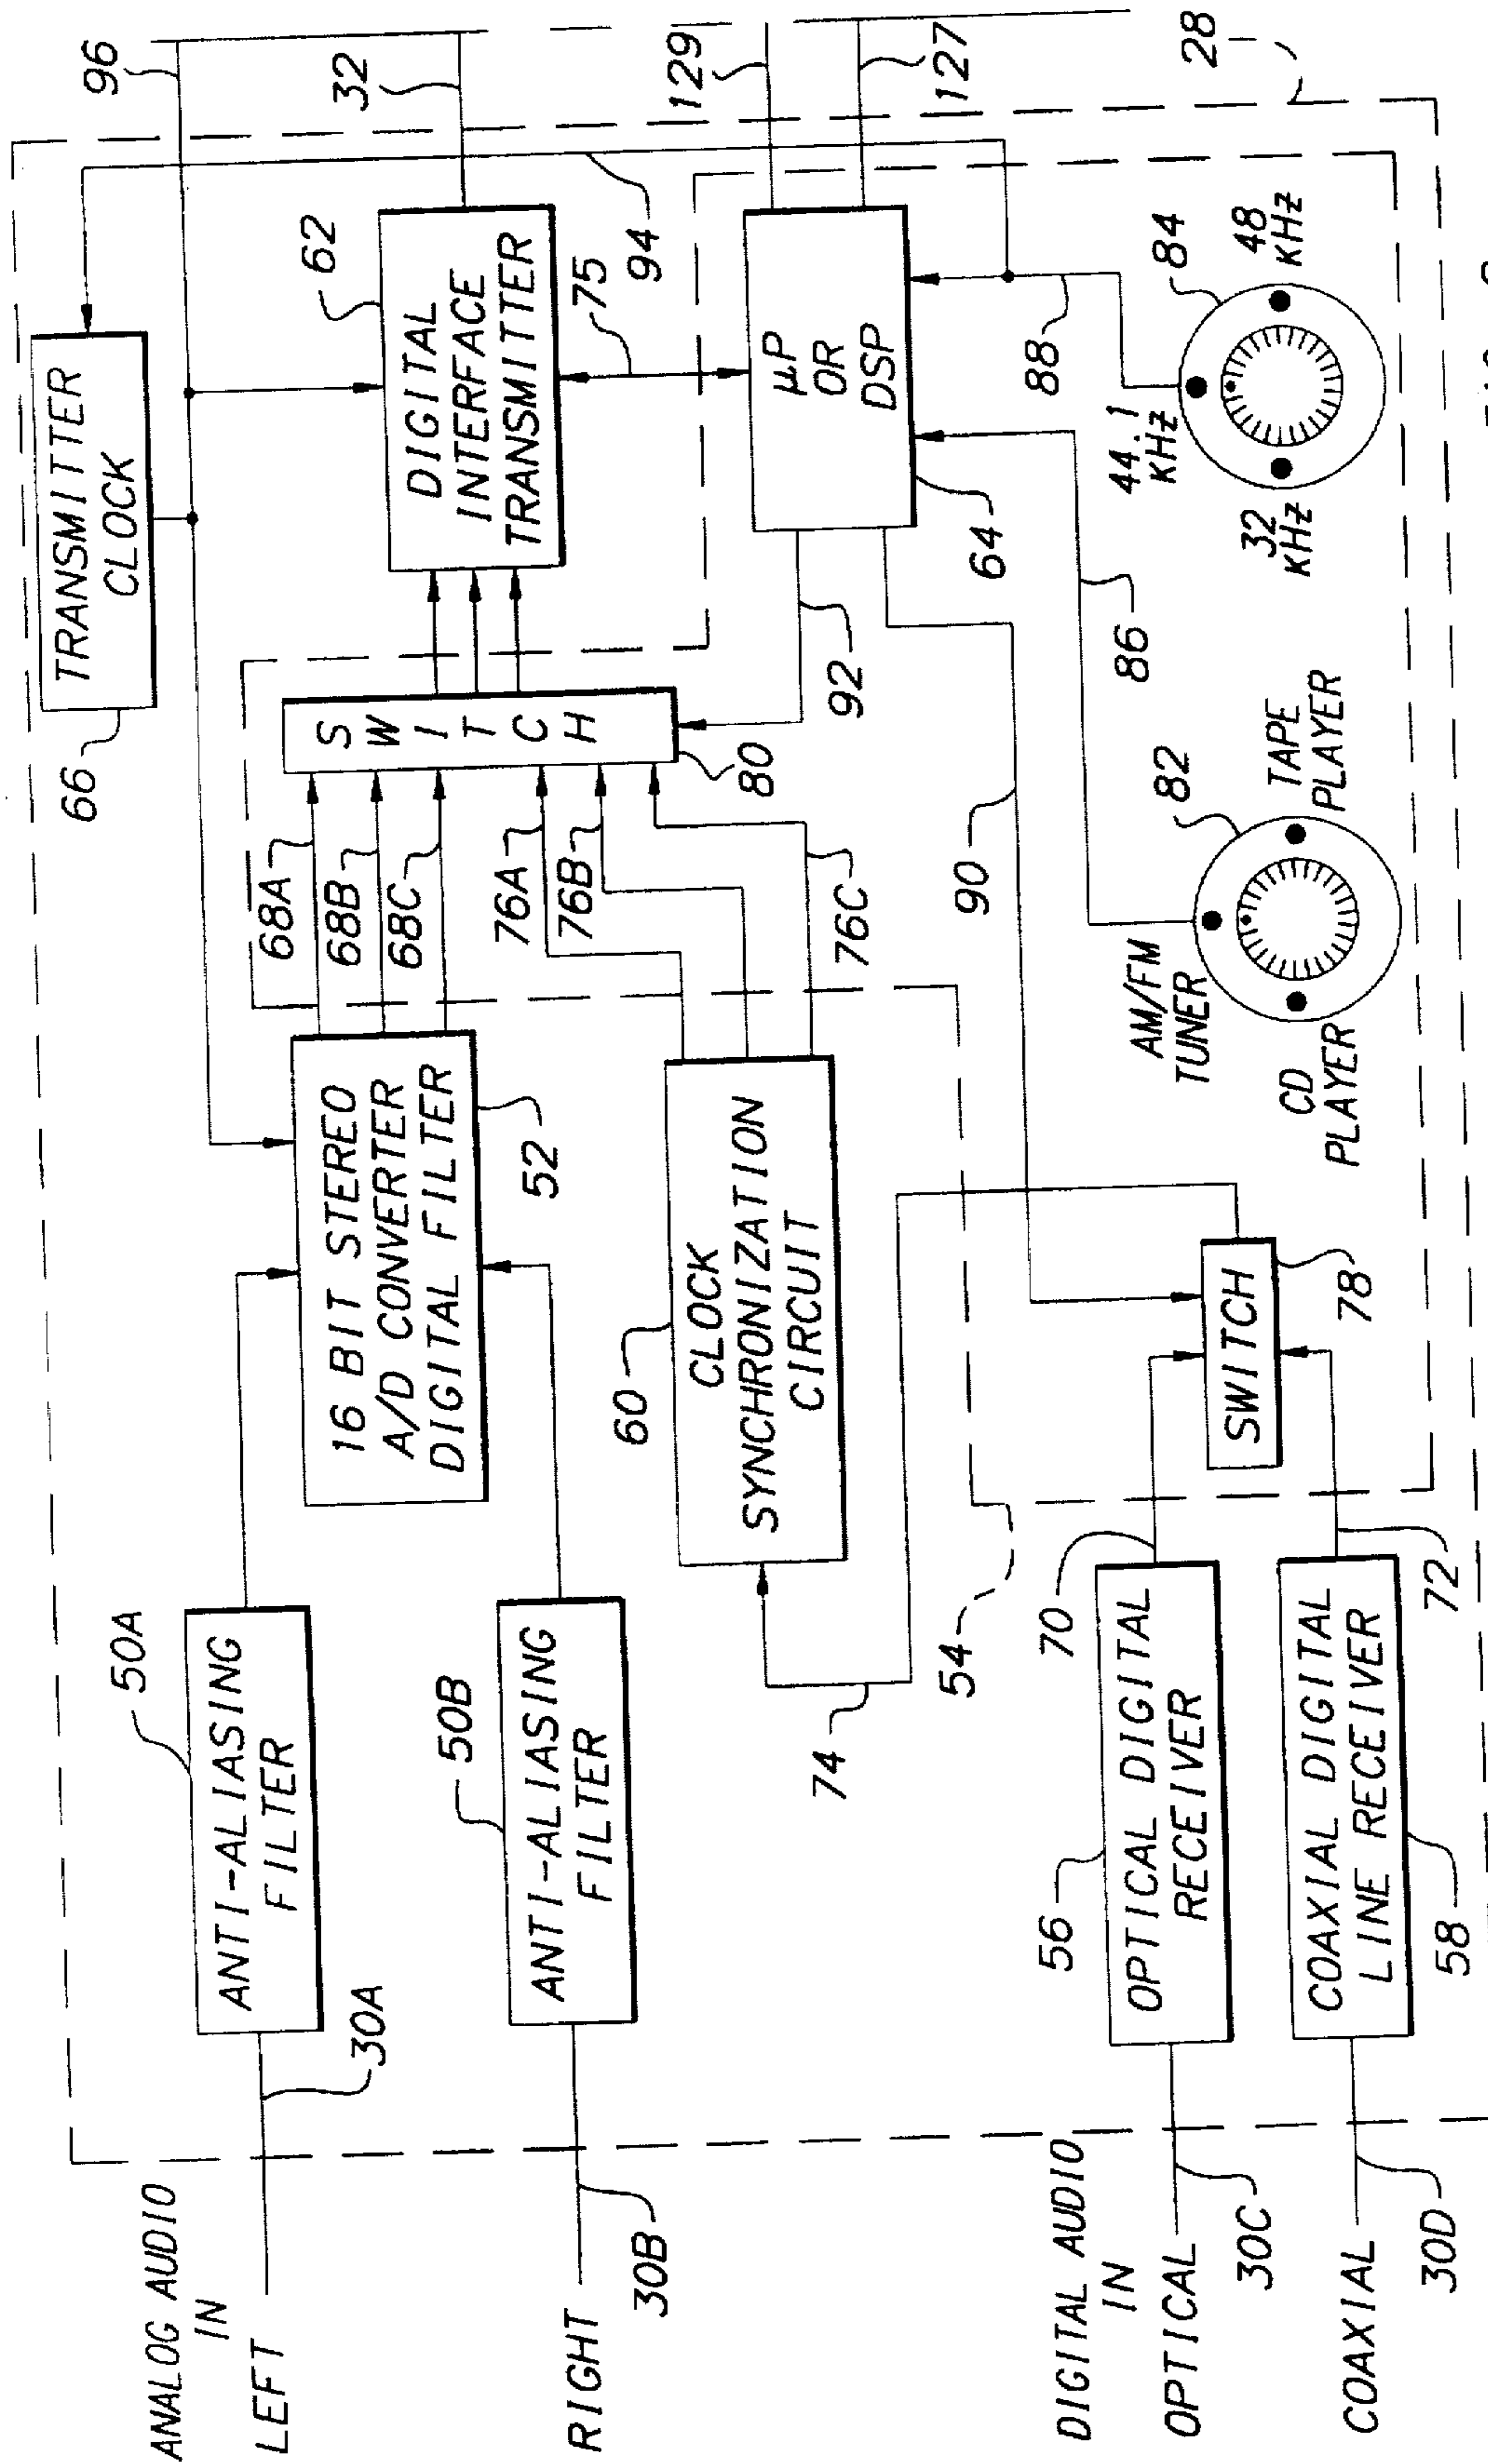 ANALOG AUDIO
IN
LEFT
30A
50A
ANTI-ALIASING
FILTER
RIGHT
30B
50B
ANTI-ALIASING
FILTER
16 BIT STEREO
A/D CONVERTER
DIGITAL FILTER
52
66
TRANSMITTER
CLOCK
96
68A
68B
68C
SWITCH
80
62
DIGITAL
INTERFACE
TRANSMITTER
32
60
CLOCK
SYNCHRONIZATION
CIRCUIT
76A
76B
76C
74
75
94
92
µP
OR
DSP
64
129
127
28
54
90
86
88
DIGITAL AUDIO
IN
OPTICAL
30C
56
OPTICAL DIGITAL
RECEIVER
70
COAXIAL
30D
58
COAXIAL DIGITAL
LINE RECEIVER
72
SWITCH
78
AM/FM
TUNER
82
CD
PLAYER
TAPE
PLAYER
44.1
KHz
84
32
KHz
48
KHz